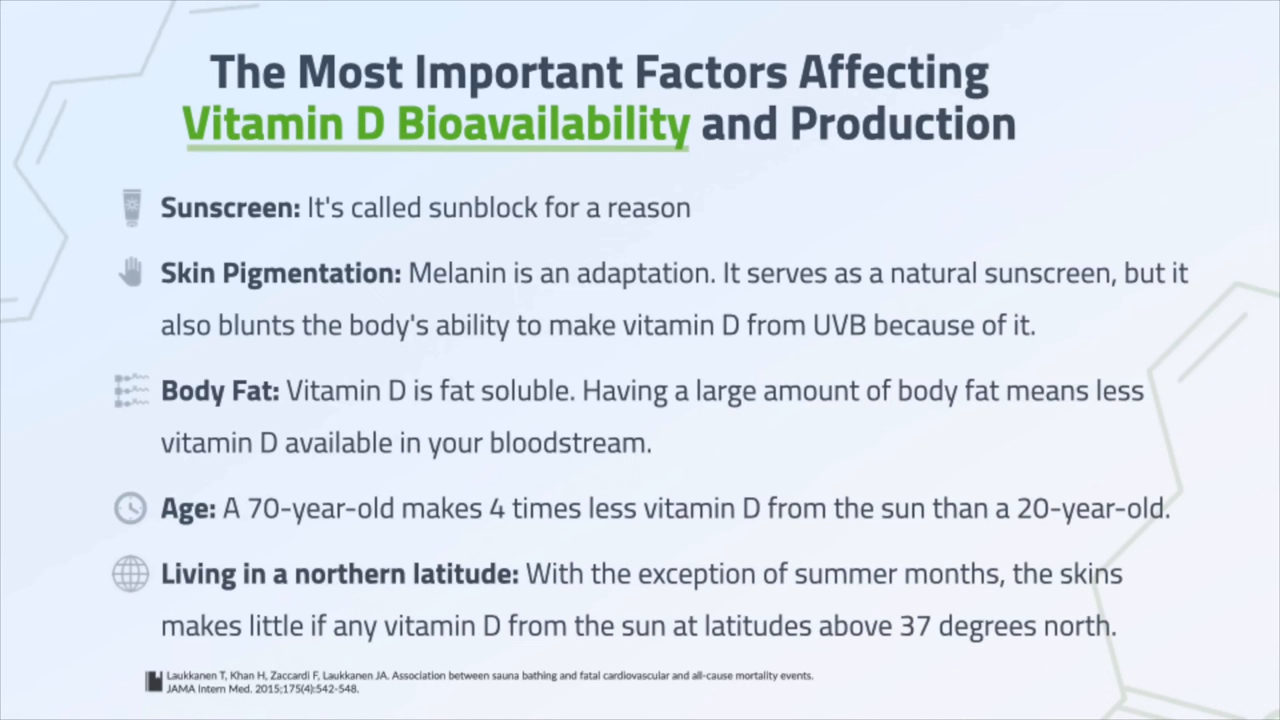 The Most Important Factors Affecting
Vitamin D Bioavailability and Production
Sunscreen: It's called sunblock for a reason
Skin Pigmentation: Melanin is an adaptation. It serves as a natural sunscreen, but it
also blunts the body's ability to make vitamin D from UVB because of it.
Body Fat: Vitamin D is fat soluble. Having a large amount of body fat means less
vitamin D available in your bloodstream.
Age: A 70-year-old makes 4 times less vitamin D from the sun than a 20-year-old.
Living in a northern latitude: With the exception of summer months, the skins
makes little if any vitamin D from the sun at latitudes above 37 degrees north.
Laukkanen T, Khan H, Zaccardi F, Laukkanen JA. Association between sauna bathing and fatal cardiovascular and all-cause mortality events.
JAMA Intern Med. 2015;175(4):542-548.